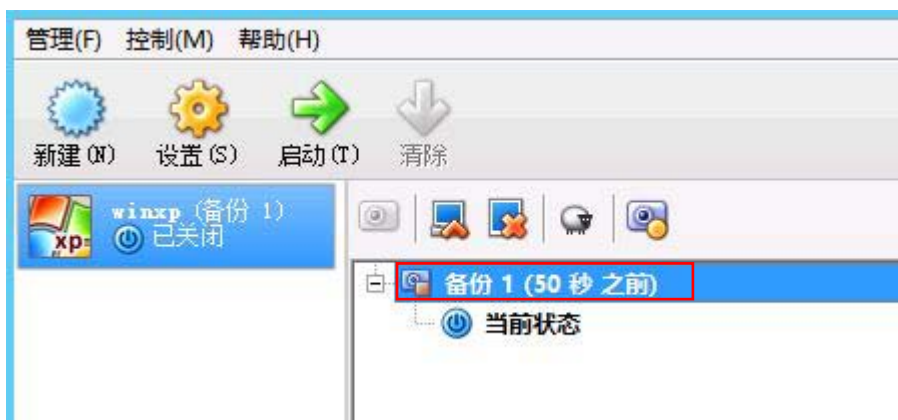 管理(F) 控制(M) 帮助(H)
新建(N) 设置(S) 启动(T) 清除
winxp (备份 1)
已关闭
xp
备份 1 (50 秒 之前)
当前状态